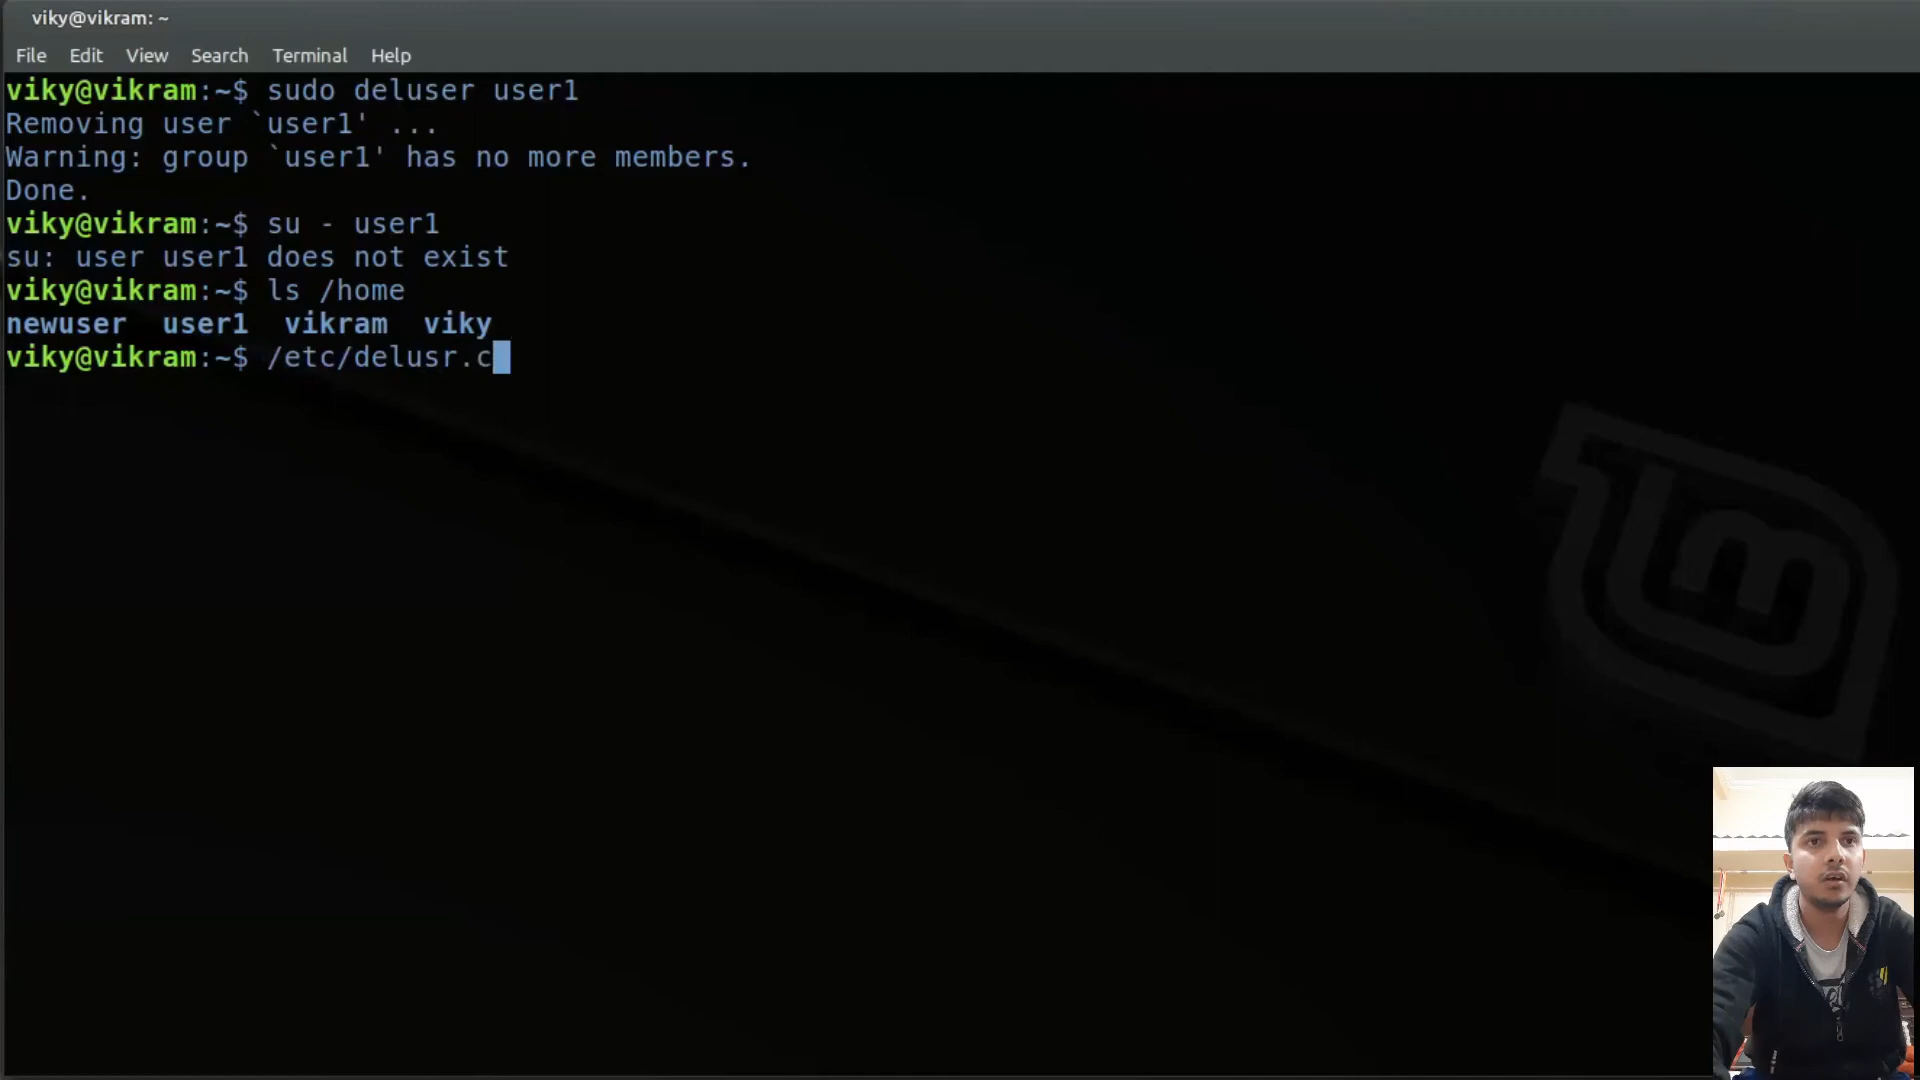 viky@vikram: ~
File Edit View Search Terminal Help
viky@vikram:~$ sudo deluser user1
Removing user `user1' ...
Warning: group `user1' has no more members.
Done.
viky@vikram:~$ su - user1
su: user user1 does not exist
viky@vikram:~$ ls /home
newuser user1 vikram viky
viky@vikram:~$ /etc/delusr.c